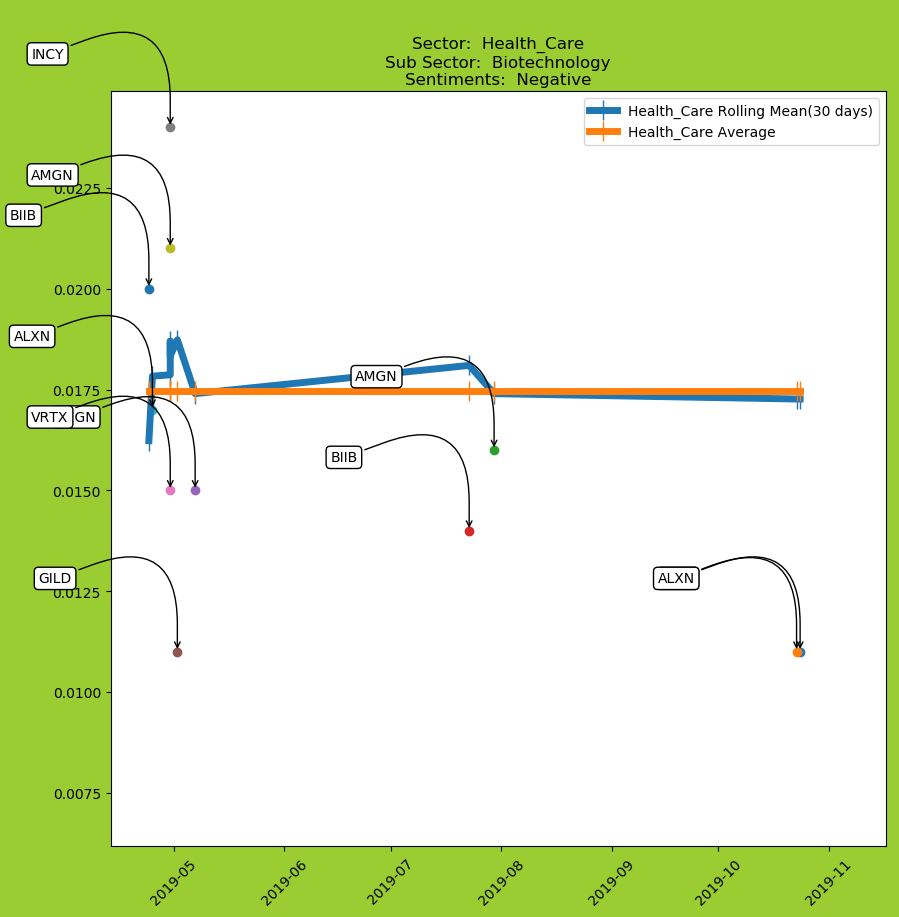 INCY
Sector:  Health_Care
Sub Sector:  Biotechnology
Sentiments:  Negative
Health_Care Rolling Mean(30 days)
Health_Care Average
AMGN
0.0225
BIIB
0.0200
ALXN
0.0175
AMGN
VRTX
GN
BIIB
0.0150
GILD
0.0125
ALXN
0.0100
0.0075
2019-05
2019-06
2019-07
2019-08
2019-09
2019-10
2019-11